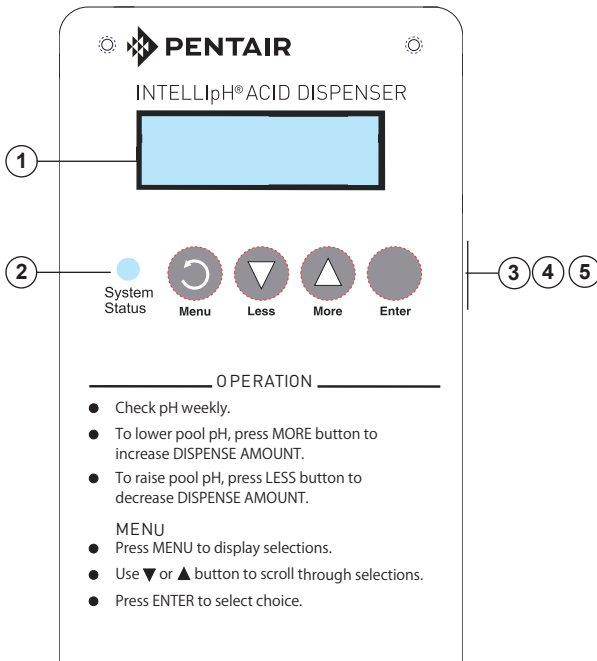 PENTAIR
INTELLIpH® ACID DISPENSER
1
2
System
Status
Menu
Less
More
Enter
3 4 5
OPERATION
● Check pH weekly.
● To lower pool pH, press MORE button to
increase DISPENSE AMOUNT.
● To raise pool pH, press LESS button to
decrease DISPENSE AMOUNT.
MENU
● Press MENU to display selections.
● Use ▼ or ▲ button to scroll through selections.
● Press ENTER to select choice.